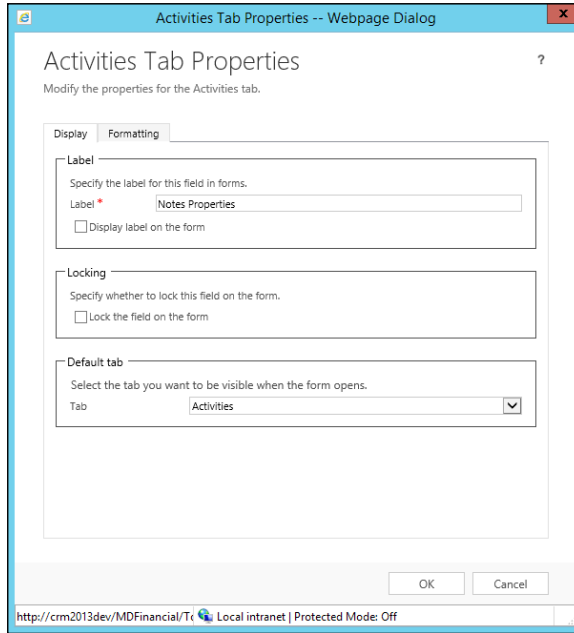 Activities Tab Properties -- Webpage Dialog
x
Activities Tab Properties
?
Modify the properties for the Activities tab.
Display Formatting
Label
Specify the label for this field in forms.
Label * Notes Properties
Display label on the form
Locking
Specify whether to lock this field on the form.
Lock the field on the form
Default tab
Select the tab you want to be visible when the form opens.
Tab Activities
OK Cancel
http://crm2013dev/MDFinancial/To Local intranet | Protected Mode: Off